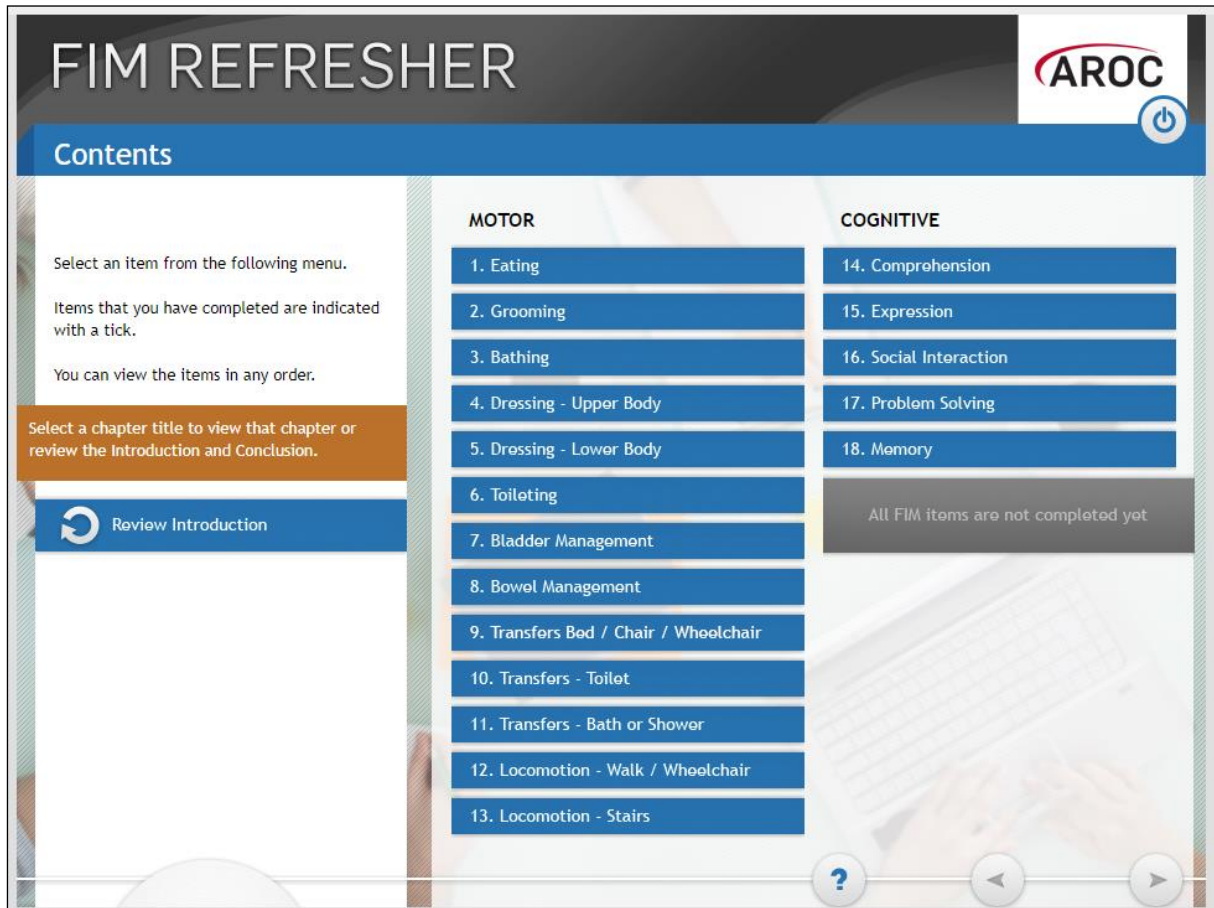 FIM REFRESHER
AROC
Contents
Select an item from the following menu.
Items that you have completed are indicated
with a tick.
You can view the items in any order.
Select a chapter title to view that chapter or
review the Introduction and Conclusion.
Review Introduction
MOTOR
1. Eating
2. Grooming
3. Bathing
4. Dressing - Upper Body
5. Dressing - Lower Body
6. Toileting
7. Bladder Management
8. Bowel Management
9. Transfers Bed / Chair / Wheelchair
10. Transfers - Toilet
11. Transfers - Bath or Shower
12. Locomotion - Walk / Wheelchair
13. Locomotion - Stairs
COGNITIVE
14. Comprehension
15. Expression
16. Social Interaction
17. Problem Solving
18. Memory
All FIM items are not completed yet
?